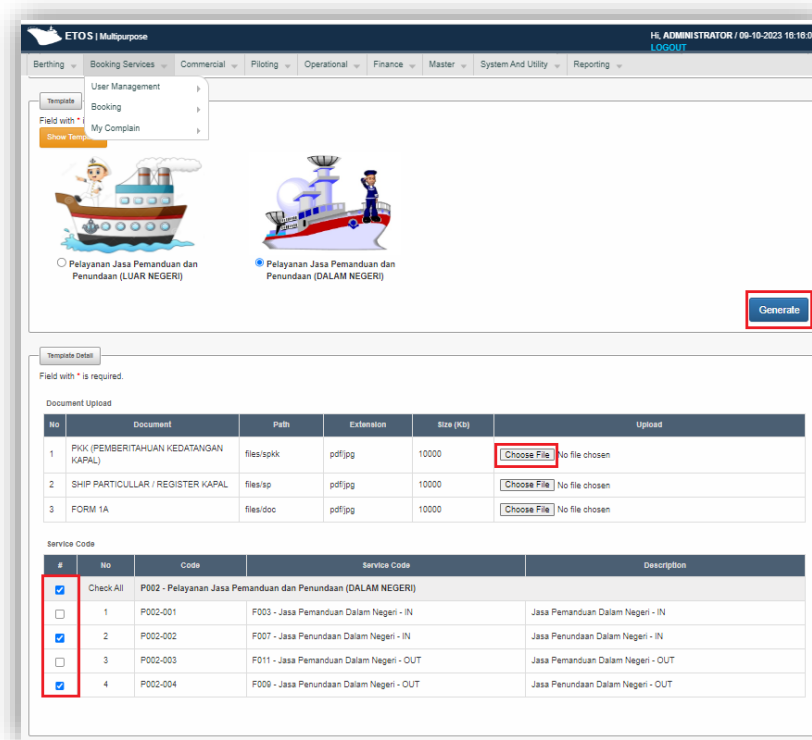 ETOS | Multipurpose
Hi, ADMINISTRATOR / 09-10-2023 16:16:0
LOGOUT
Berthing Booking Services Commercial Piloting Operational Finance Master System And Utility Reporting
User Management
Booking
My Complain
Template
Field with * i
Show Temp
Pelayanan Jasa Pemanduan dan
Penundaan (LUAR NEGERI)
Pelayanan Jasa Pemanduan dan
Penundaan (DALAM NEGERI)
Generate
Template Detail
Field with * is required.
Document Upload
No Document Path Extension Size (Kb) Upload
1 PKK (PEMBERITAHUAN KEDATANGAN
KAPAL) files/spkk pdf|jpg 10000 Choose File No file chosen
2 SHIP PARTICULLAR / REGISTER KAPAL files/sp pdf|jpg 10000 Choose File No file chosen
3 FORM 1A files/doc pdf|jpg 10000 Choose File No file chosen
Service Code
# No Code Service Code Description
Check All P002 - Pelayanan Jasa Pemanduan dan Penundaan (DALAM NEGERI)
1 P002-001 F003 - Jasa Pemanduan Dalam Negeri - IN Jasa Pemanduan Dalam Negeri - IN
2 P002-002 F007 - Jasa Penundaan Dalam Negeri - IN Jasa Penundaan Dalam Negeri - IN
3 P002-003 F011 - Jasa Pemanduan Dalam Negeri - OUT Jasa Pemanduan Dalam Negeri - OUT
4 P002-004 F009 - Jasa Penundaan Dalam Negeri - OUT Jasa Penundaan Dalam Negeri - OUT